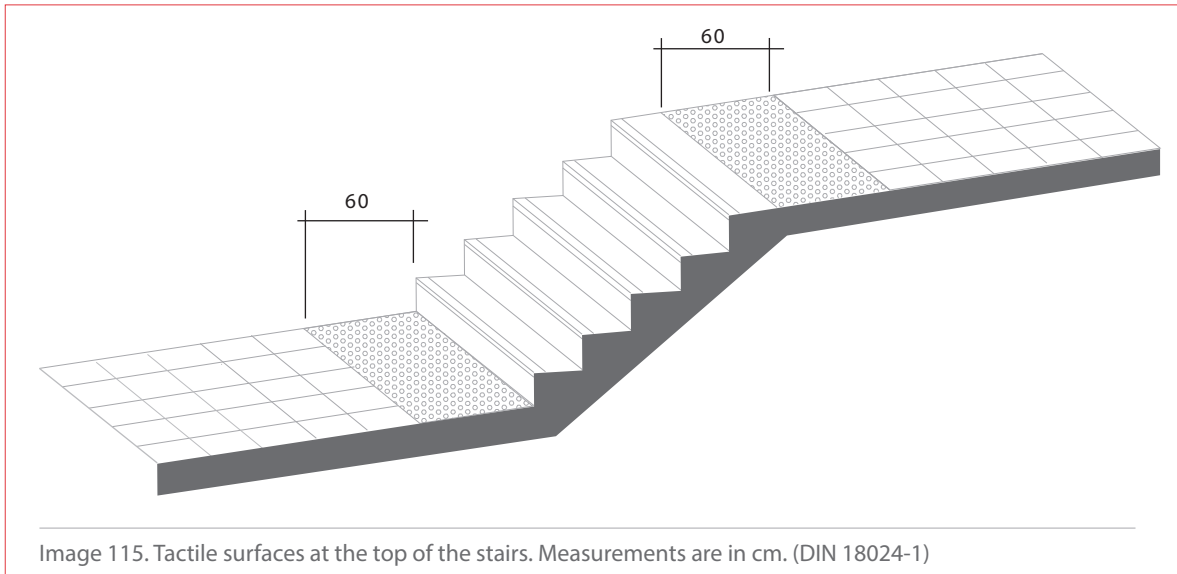 60
60
Image 115. Tactile surfaces at the top of the stairs. Measurements are in cm. (DIN 18024-1)